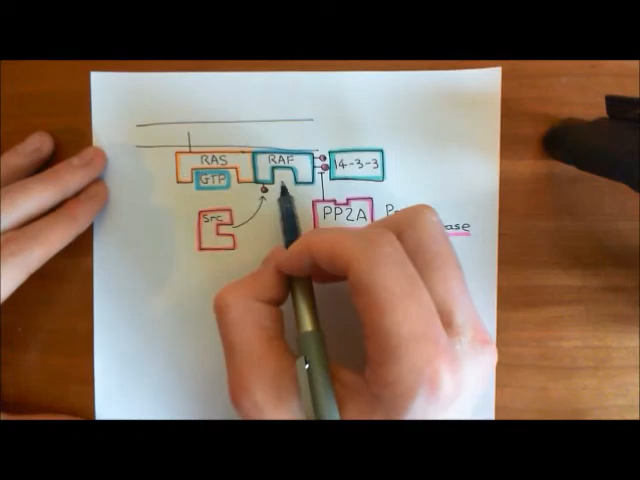 RAS
RAF
14-3-3
GTP
Src
PP2A